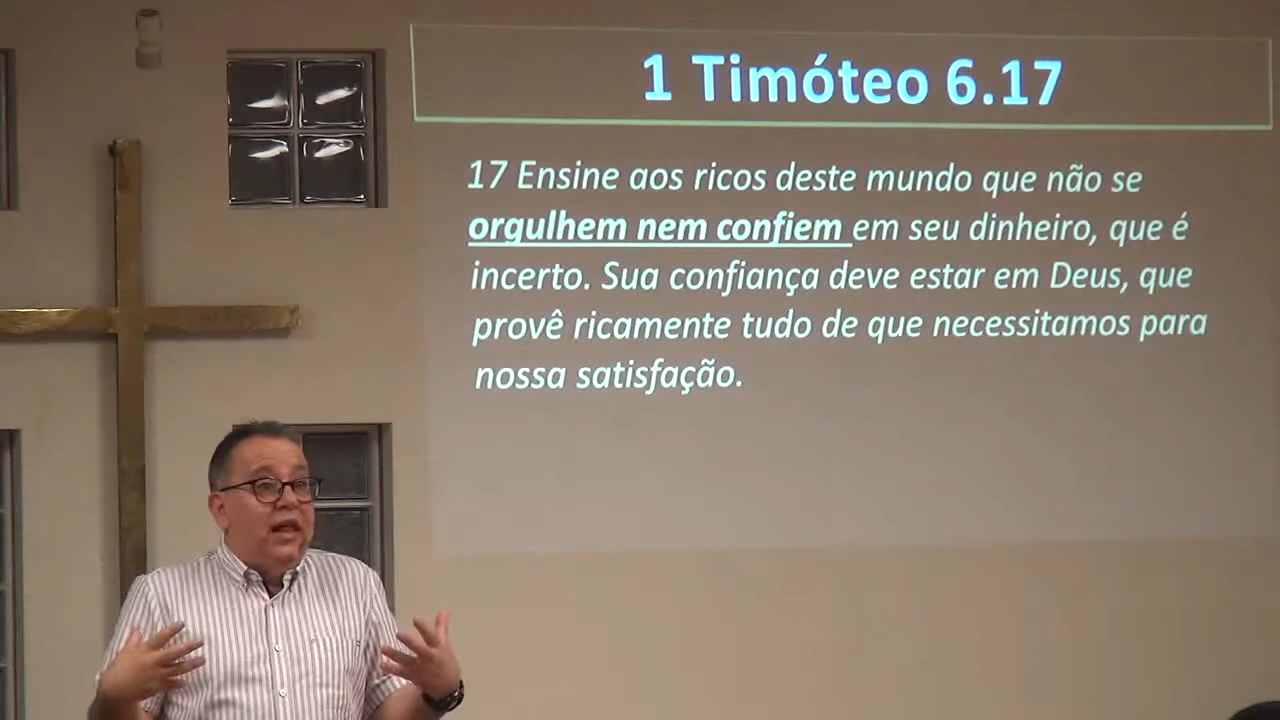 1 Timóteo 6.17
17 Ensine aos ricos deste mundo que não se
orgulhem nem confiem em seu dinheiro, que é
incerto. Sua confiança deve estar em Deus, que
provê ricamente tudo de que necessitamos para
nossa satisfação.